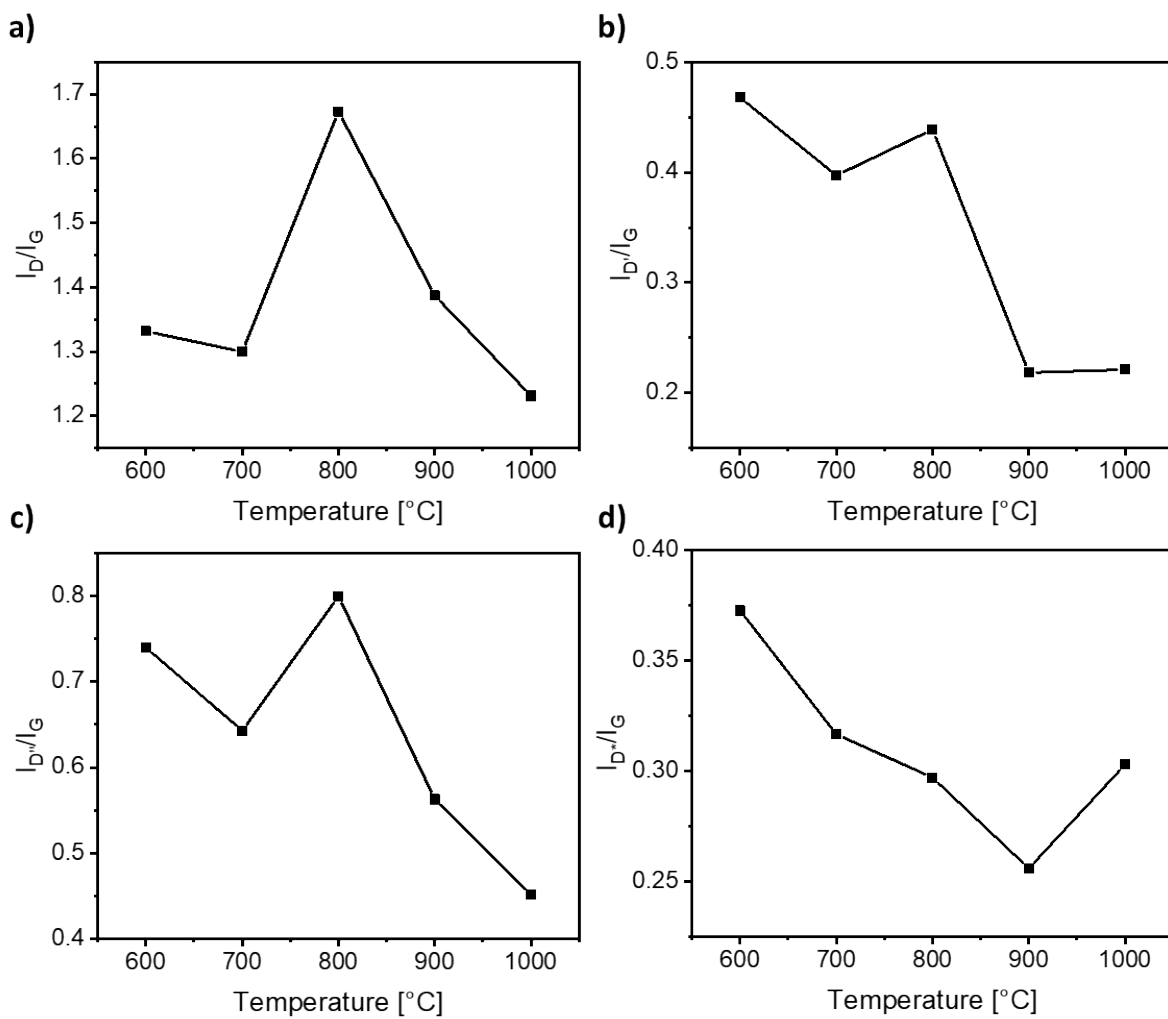 a)
1.7
1.6
1.5
1.4
1.3
1.2
I_D/I_G
600 700 800 900 1000
Temperature [°C]
b)
0.5
0.4
0.3
0.2
I_D'/I_G
600 700 800 900 1000
Temperature [°C]
c)
0.8
0.7
0.6
0.5
0.4
I_D"/I_G
600 700 800 900 1000
Temperature [°C]
d)
0.40
0.35
0.30
0.25
I_D*/I_G
600 700 800 900 1000
Temperature [°C]